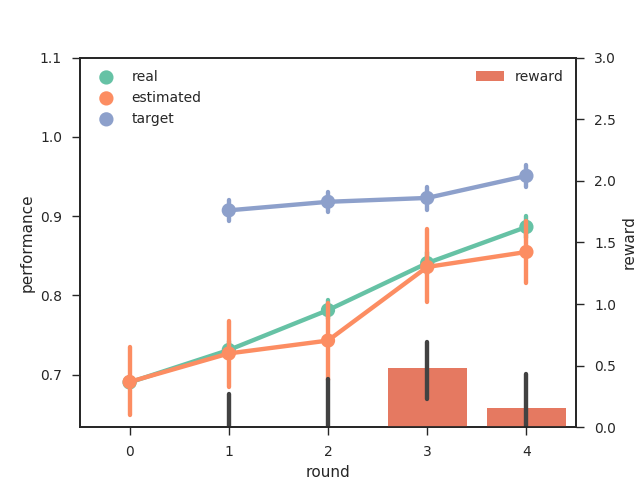 1.1
1.0
0.9
0.8
0.7
performance
real
estimated
target
reward
3.0
2.5
2.0
1.5
1.0
0.5
0.0
reward
0 1 2 3 4
round